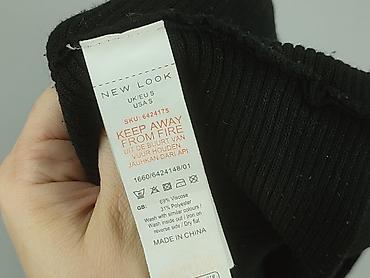 NEW LOOK
UK/EU S
USA S
SKU: 6424175
KEEP AWAY
FROM FIRE
UIT DE BUURT VAN
VUUR HOUDEN
JAUHKAN DARI API
1660/6424148/01
GB:
69% Viscose
31% Polyester
Wash with similar colours /
Wash inside out / Iron on
reverse side / Dry flat
MADE IN CHINA